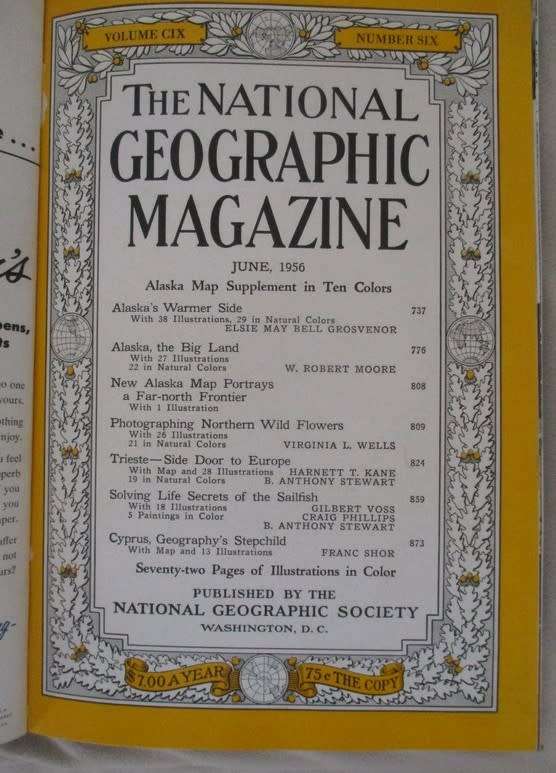 VOLUME CIX
NUMBER SIX
THE NATIONAL
GEOGRAPHIC
MAGAZINE
JUNE, 1956
Alaska Map Supplement in Ten Colors
Alaska's Warmer Side 737
With 38 Illustrations, 29 in Natural Colors
ELSIE MAY BELL GROSVENOR
Alaska, the Big Land 776
With 27 Illustrations
22 in Natural Colors W. ROBERT MOORE
New Alaska Map Portrays 808
a Far-north Frontier
With 1 Illustration
Photographing Northern Wild Flowers 809
With 26 Illustrations
21 in Natural Colors VIRGINIA L. WELLS
Trieste—Side Door to Europe 824
With Map and 28 Illustrations HARNETT T. KANE
19 in Natural Colors B. ANTHONY STEWART
Solving Life Secrets of the Sailfish 859
With 18 Illustrations GILBERT VOSS
5 Paintings in Color CRAIG PHILLIPS
B. ANTHONY STEWART
Cyprus, Geography's Stepchild 873
With Map and 13 Illustrations FRANC SHOR
Seventy-two Pages of Illustrations in Color
PUBLISHED BY THE
NATIONAL GEOGRAPHIC SOCIETY
WASHINGTON, D. C.
$7.00 A YEAR
75¢ THE COPY